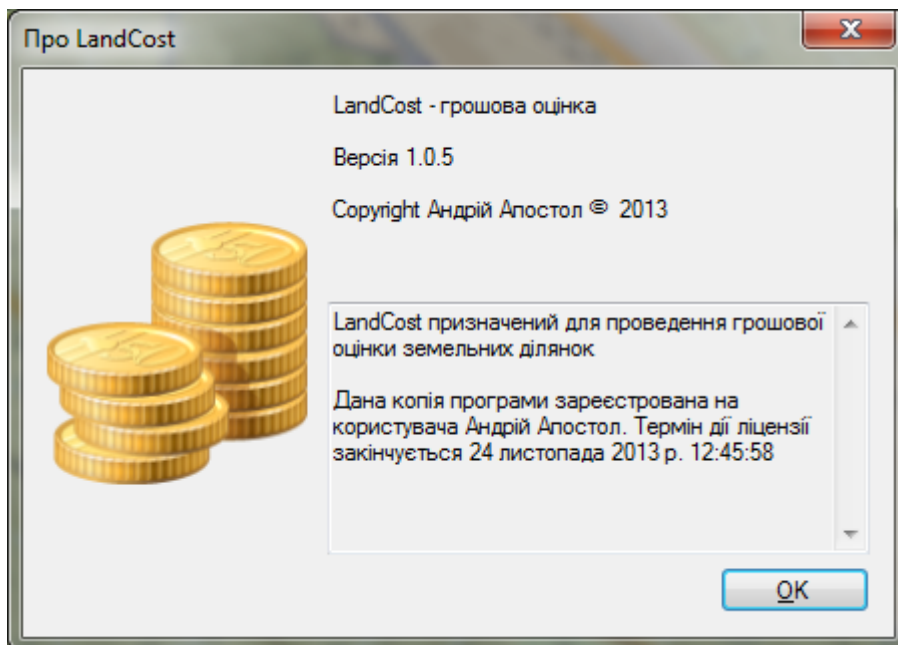 Про LandCost
LandCost - грошова оцінка
Версія 1.0.5
Copyright Андрій Апостол © 2013
LandCost призначений для проведення грошової
оцінки земельних ділянок
Дана копія програми зареєстрована на
користувача Андрій Апостол. Термін дії ліцензії
закінчується 24 листопада 2013 р. 12:45:58
OK